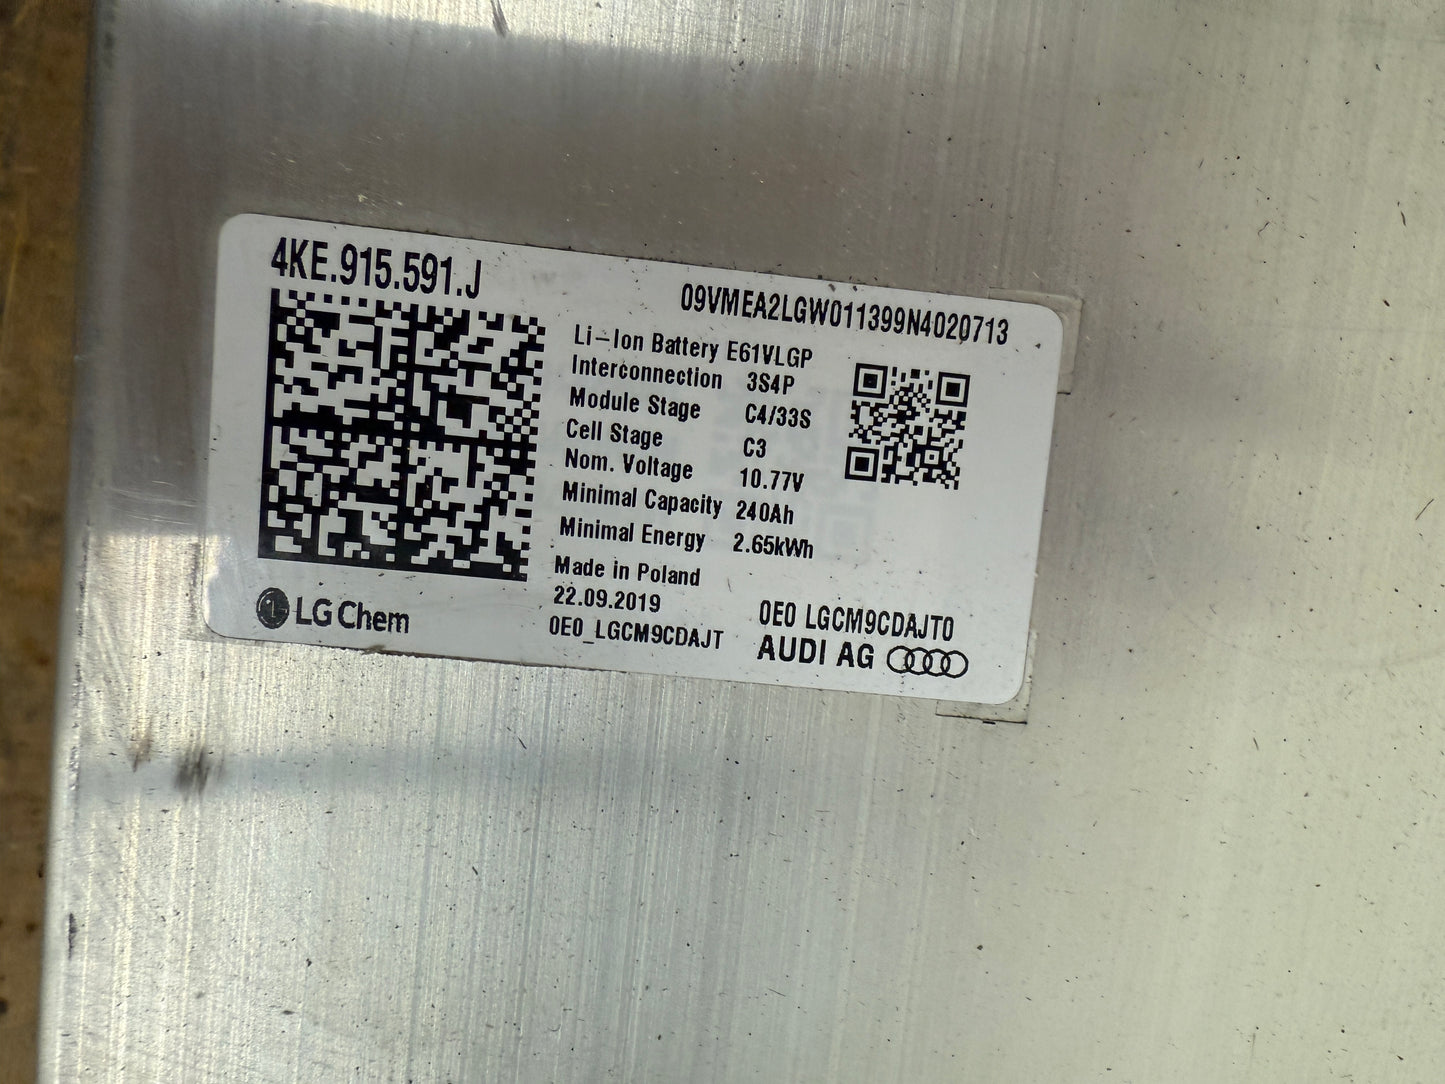 4KE.915.591.J
09VMEA2LGW011399N4020713
Li-Ion Battery E61VLGP
Interconnection 3S4P
Module Stage C4/33S
Cell Stage C3
Nom. Voltage 10.77V
Minimal Capacity 240Ah
Minimal Energy 2.65kWh
Made in Poland
22.09.2019
0E0_LGCM9CDAJT
LG Chem
0E0 LGCM9CDAJT0
AUDI AG